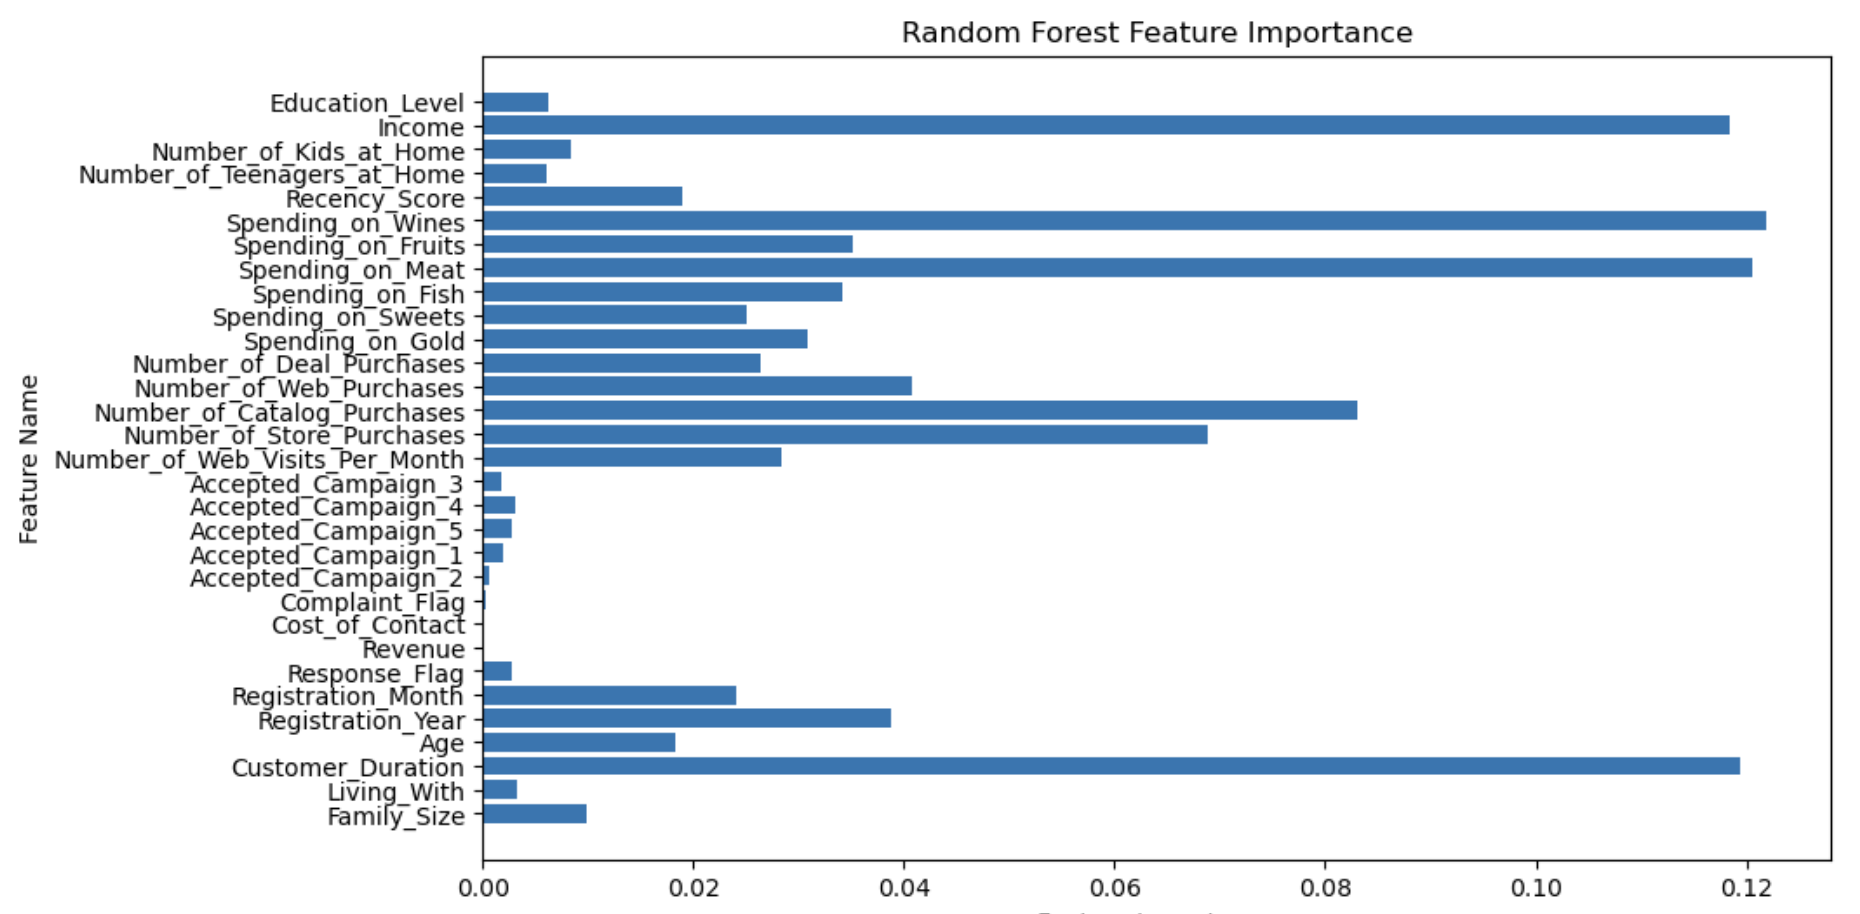 Random Forest Feature Importance
Feature Name
Education_Level
Income
Number_of_Kids_at_Home
Number_of_Teenagers_at_Home
Recency_Score
Spending_on_Wines
Spending_on_Fruits
Spending_on_Meat
Spending_on_Fish
Spending_on_Sweets
Spending_on_Gold
Number_of_Deal_Purchases
Number_of_Web_Purchases
Number_of_Catalog_Purchases
Number_of_Store_Purchases
Number_of_Web_Visits_Per_Month
Accepted_Campaign_3
Accepted_Campaign_4
Accepted_Campaign_5
Accepted_Campaign_1
Accepted_Campaign_2
Complaint_Flag
Cost_of_Contact
Revenue
Response_Flag
Registration_Month
Registration_Year
Age
Customer_Duration
Living_With
Family_Size
0.00 0.02 0.04 0.06 0.08 0.10 0.12